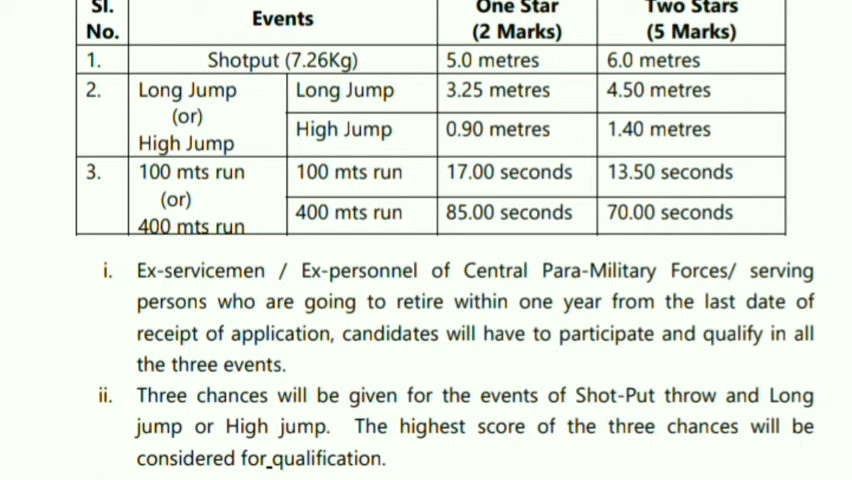 Sl. Events One Star Two Stars
No. (2 Marks) (5 Marks)
1. Shotput (7.26Kg) 5.0 metres 6.0 metres
2. Long Jump Long Jump 3.25 metres 4.50 metres
(or)
High Jump High Jump 0.90 metres 1.40 metres
3. 100 mts run 100 mts run 17.00 seconds 13.50 seconds
(or)
400 mts run 400 mts run 85.00 seconds 70.00 seconds
i. Ex-servicemen / Ex-personnel of Central Para-Military Forces/ serving
persons who are going to retire within one year from the last date of
receipt of application, candidates will have to participate and qualify in all
the three events.
ii. Three chances will be given for the events of Shot-Put throw and Long
jump or High jump. The highest score of the three chances will be
considered for qualification.